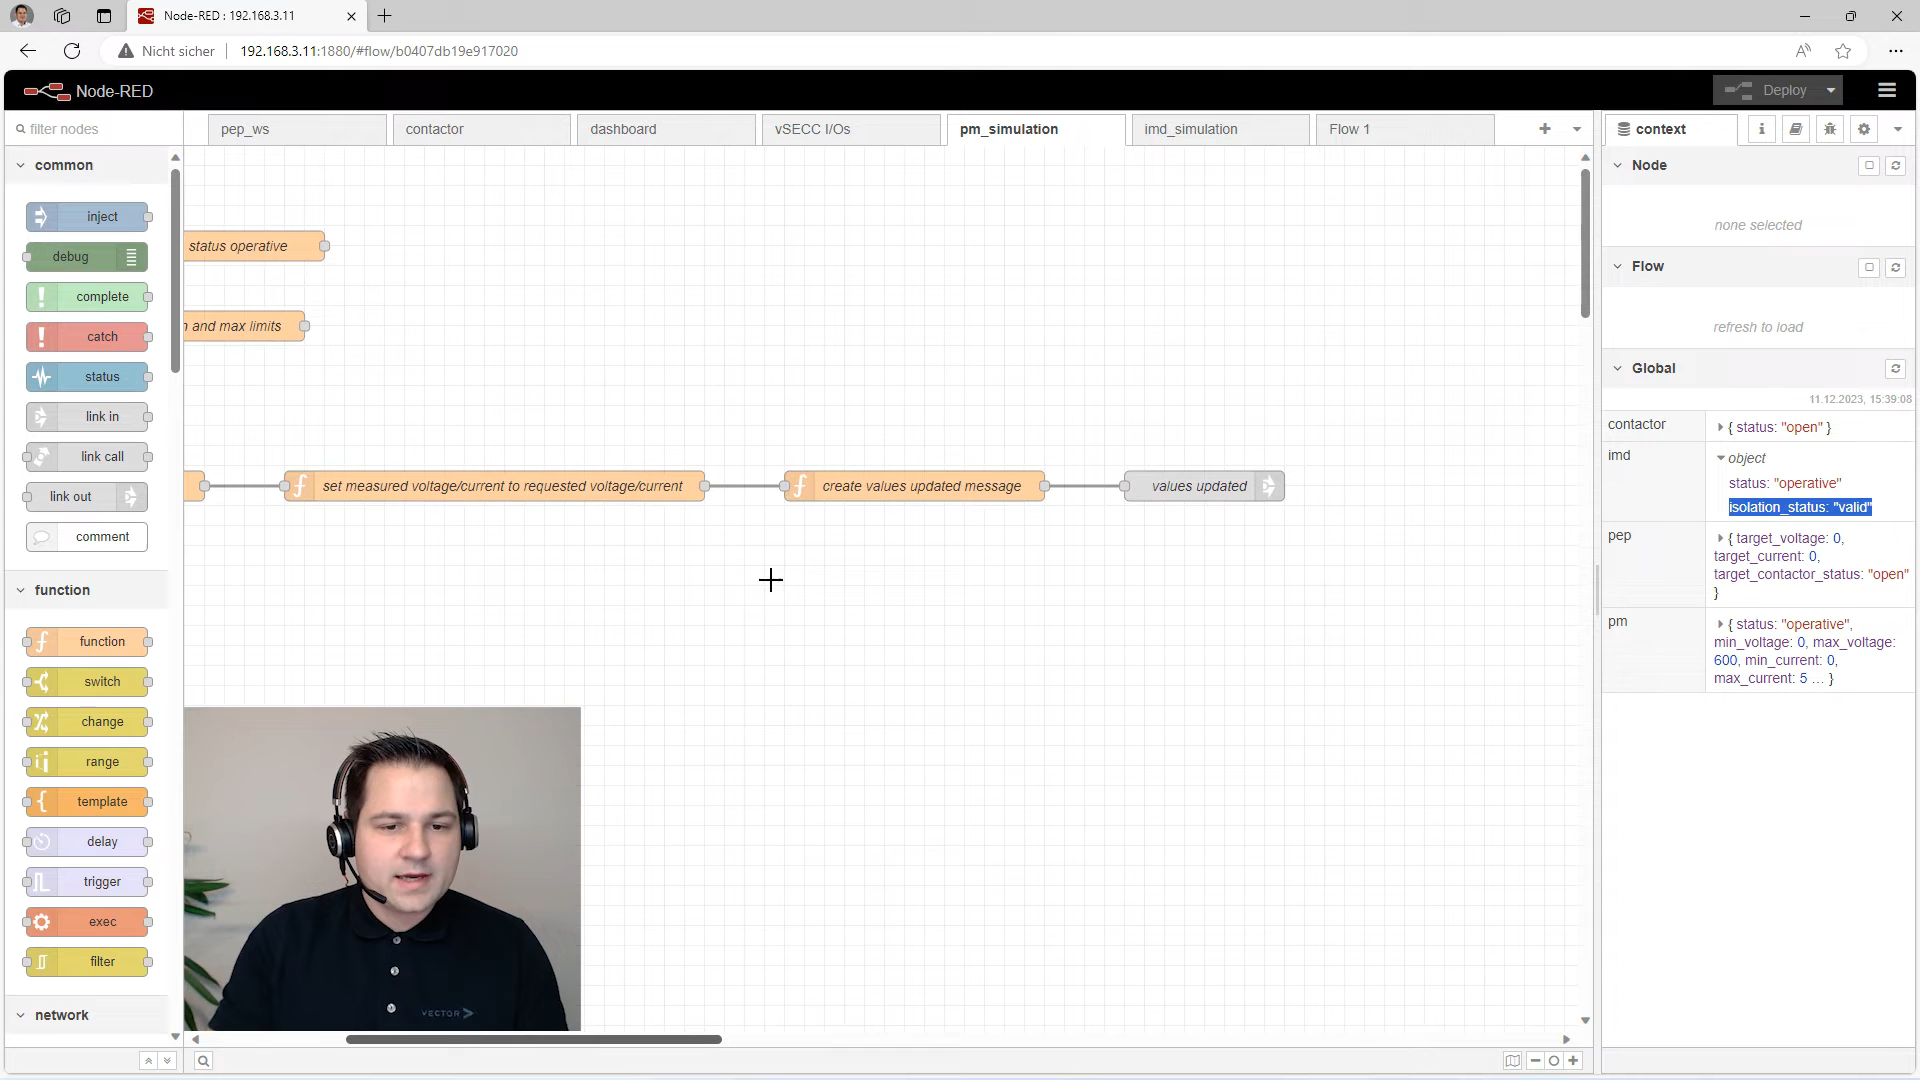 Node-RED : 192.168.3.11
Nicht sicher
192.168.3.11:1880/#flow/b0407db19e917020
Node-RED
Deploy
filter nodes
pep_ws
contactor
dashboard
vSECC I/Os
pm_simulation
imd_simulation
Flow 1
context
common
inject
debug
complete
catch
status
link in
link call
link out
comment
function
function
switch
change
range
template
delay
trigger
exec
filter
network
status operative
and max limits
set measured voltage/current to requested voltage/current
create values updated message
values updated
VECTOR
Node
none selected
Flow
refresh to load
Global
11.12.2023, 15:39:08
contactor
{ status: "open" }
imd
object
status: "operative"
isolation_status: "valid"
pep
{ target_voltage: 0,
target_current: 0,
target_contactor_status: "open"
}
pm
{ status: "operative",
min_voltage: 0, max_voltage:
600, min_current: 0,
max_current: 5 … }